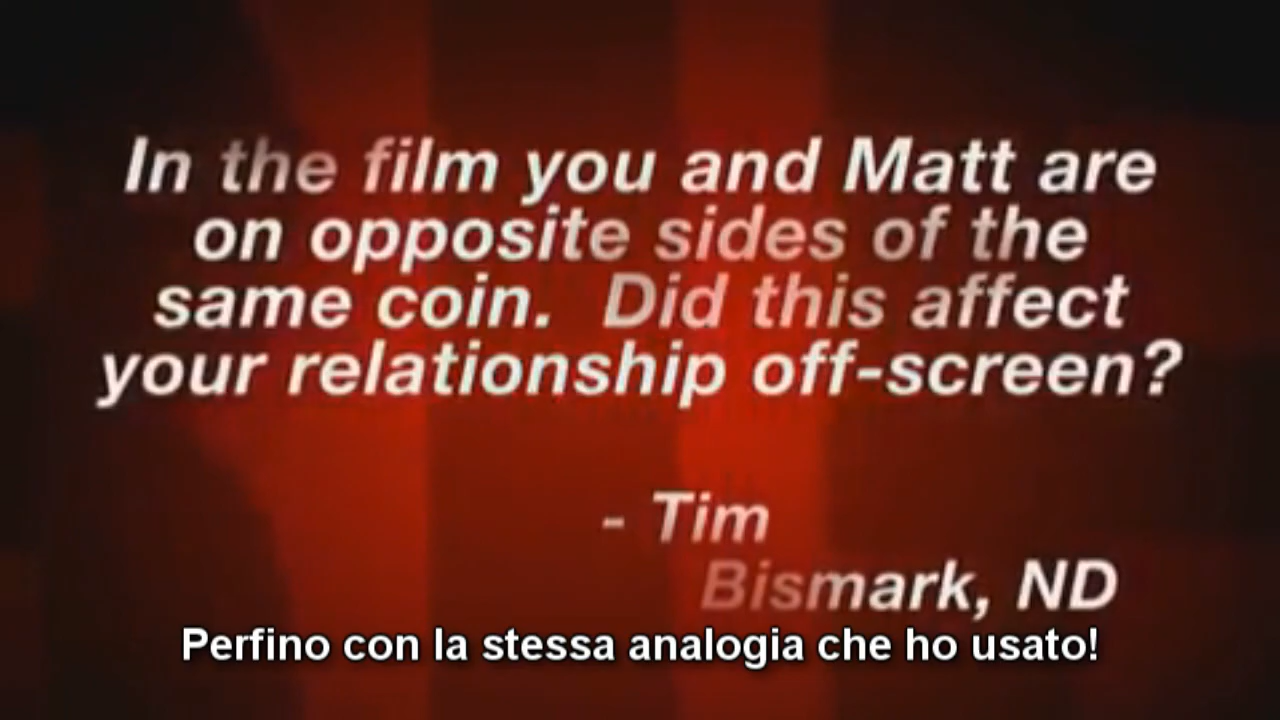 In the film you and Matt are
on opposite sides of the
same coin. Did this affect
your relationship off-screen?
- Tim
Bismark, ND
Perfino con la stessa analogia che ho usato!